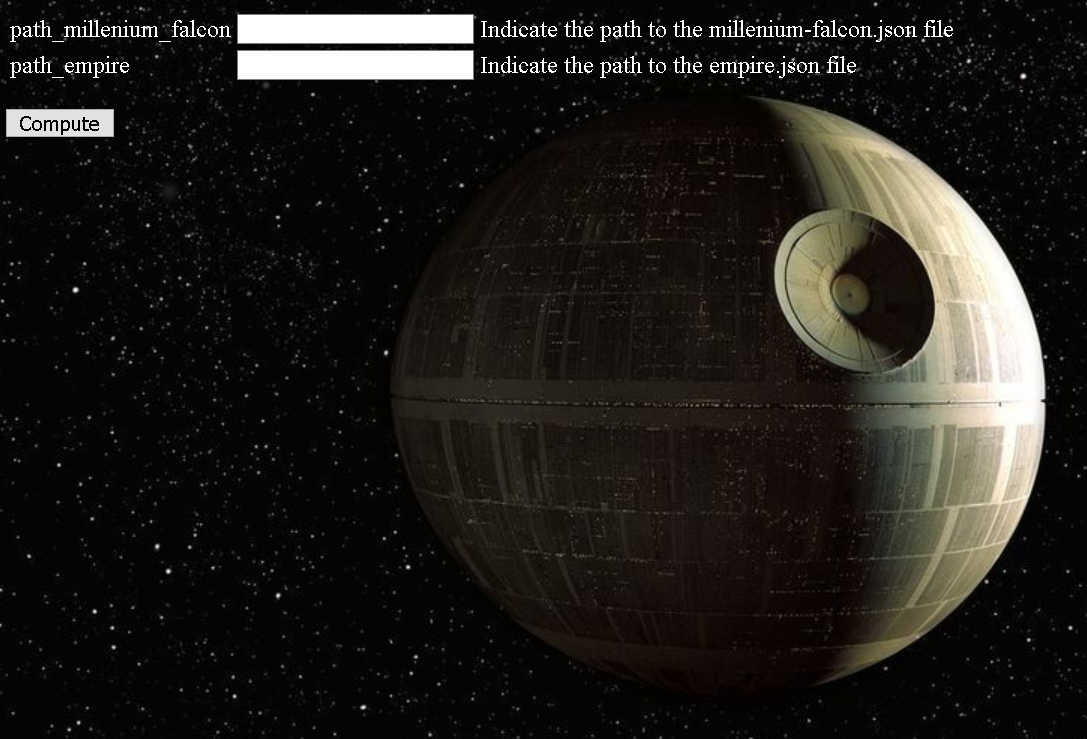 path_millenium_falcon Indicate the path to the millenium-falcon.json file
path_empire Indicate the path to the empire.json file
Compute